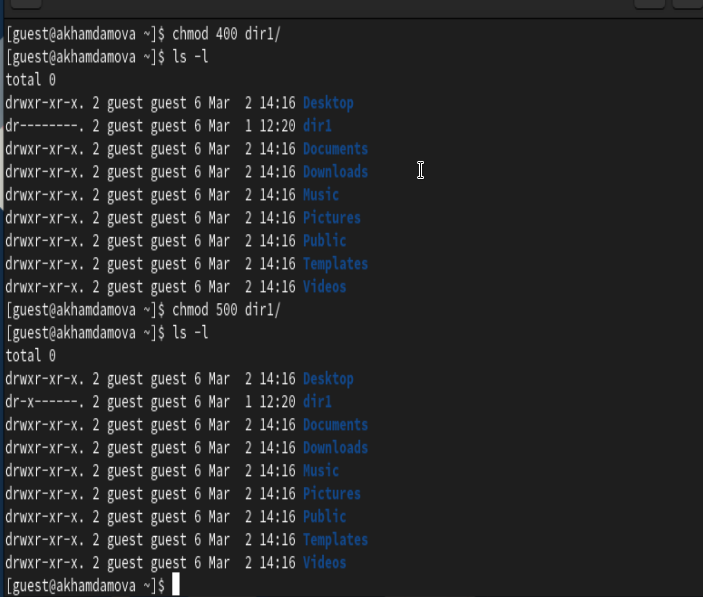 [guest@akhamdamova ~]$ chmod 400 dir1/
[guest@akhamdamova ~]$ ls -l
total 0
drwxr-xr-x. 2 guest guest 6 Mar  2 14:16 Desktop
dr--------. 2 guest guest 6 Mar  1 12:20 dir1
drwxr-xr-x. 2 guest guest 6 Mar  2 14:16 Documents
drwxr-xr-x. 2 guest guest 6 Mar  2 14:16 Downloads
drwxr-xr-x. 2 guest guest 6 Mar  2 14:16 Music
drwxr-xr-x. 2 guest guest 6 Mar  2 14:16 Pictures
drwxr-xr-x. 2 guest guest 6 Mar  2 14:16 Public
drwxr-xr-x. 2 guest guest 6 Mar  2 14:16 Templates
drwxr-xr-x. 2 guest guest 6 Mar  2 14:16 Videos
[guest@akhamdamova ~]$ chmod 500 dir1/
[guest@akhamdamova ~]$ ls -l
total 0
drwxr-xr-x. 2 guest guest 6 Mar  2 14:16 Desktop
dr-x------. 2 guest guest 6 Mar  1 12:20 dir1
drwxr-xr-x. 2 guest guest 6 Mar  2 14:16 Documents
drwxr-xr-x. 2 guest guest 6 Mar  2 14:16 Downloads
drwxr-xr-x. 2 guest guest 6 Mar  2 14:16 Music
drwxr-xr-x. 2 guest guest 6 Mar  2 14:16 Pictures
drwxr-xr-x. 2 guest guest 6 Mar  2 14:16 Public
drwxr-xr-x. 2 guest guest 6 Mar  2 14:16 Templates
drwxr-xr-x. 2 guest guest 6 Mar  2 14:16 Videos
[guest@akhamdamova ~]$